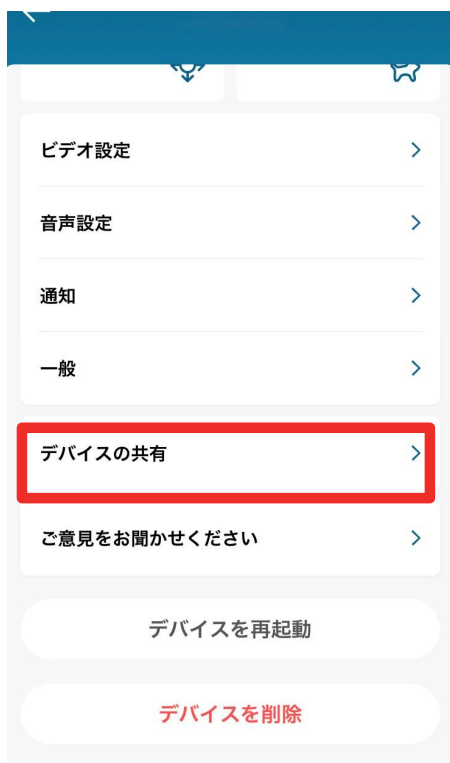 ビデオ設定
音声設定
通知
一般
デバイスの共有
ご意見をお聞かせください
デバイスを再起動
デバイスを削除